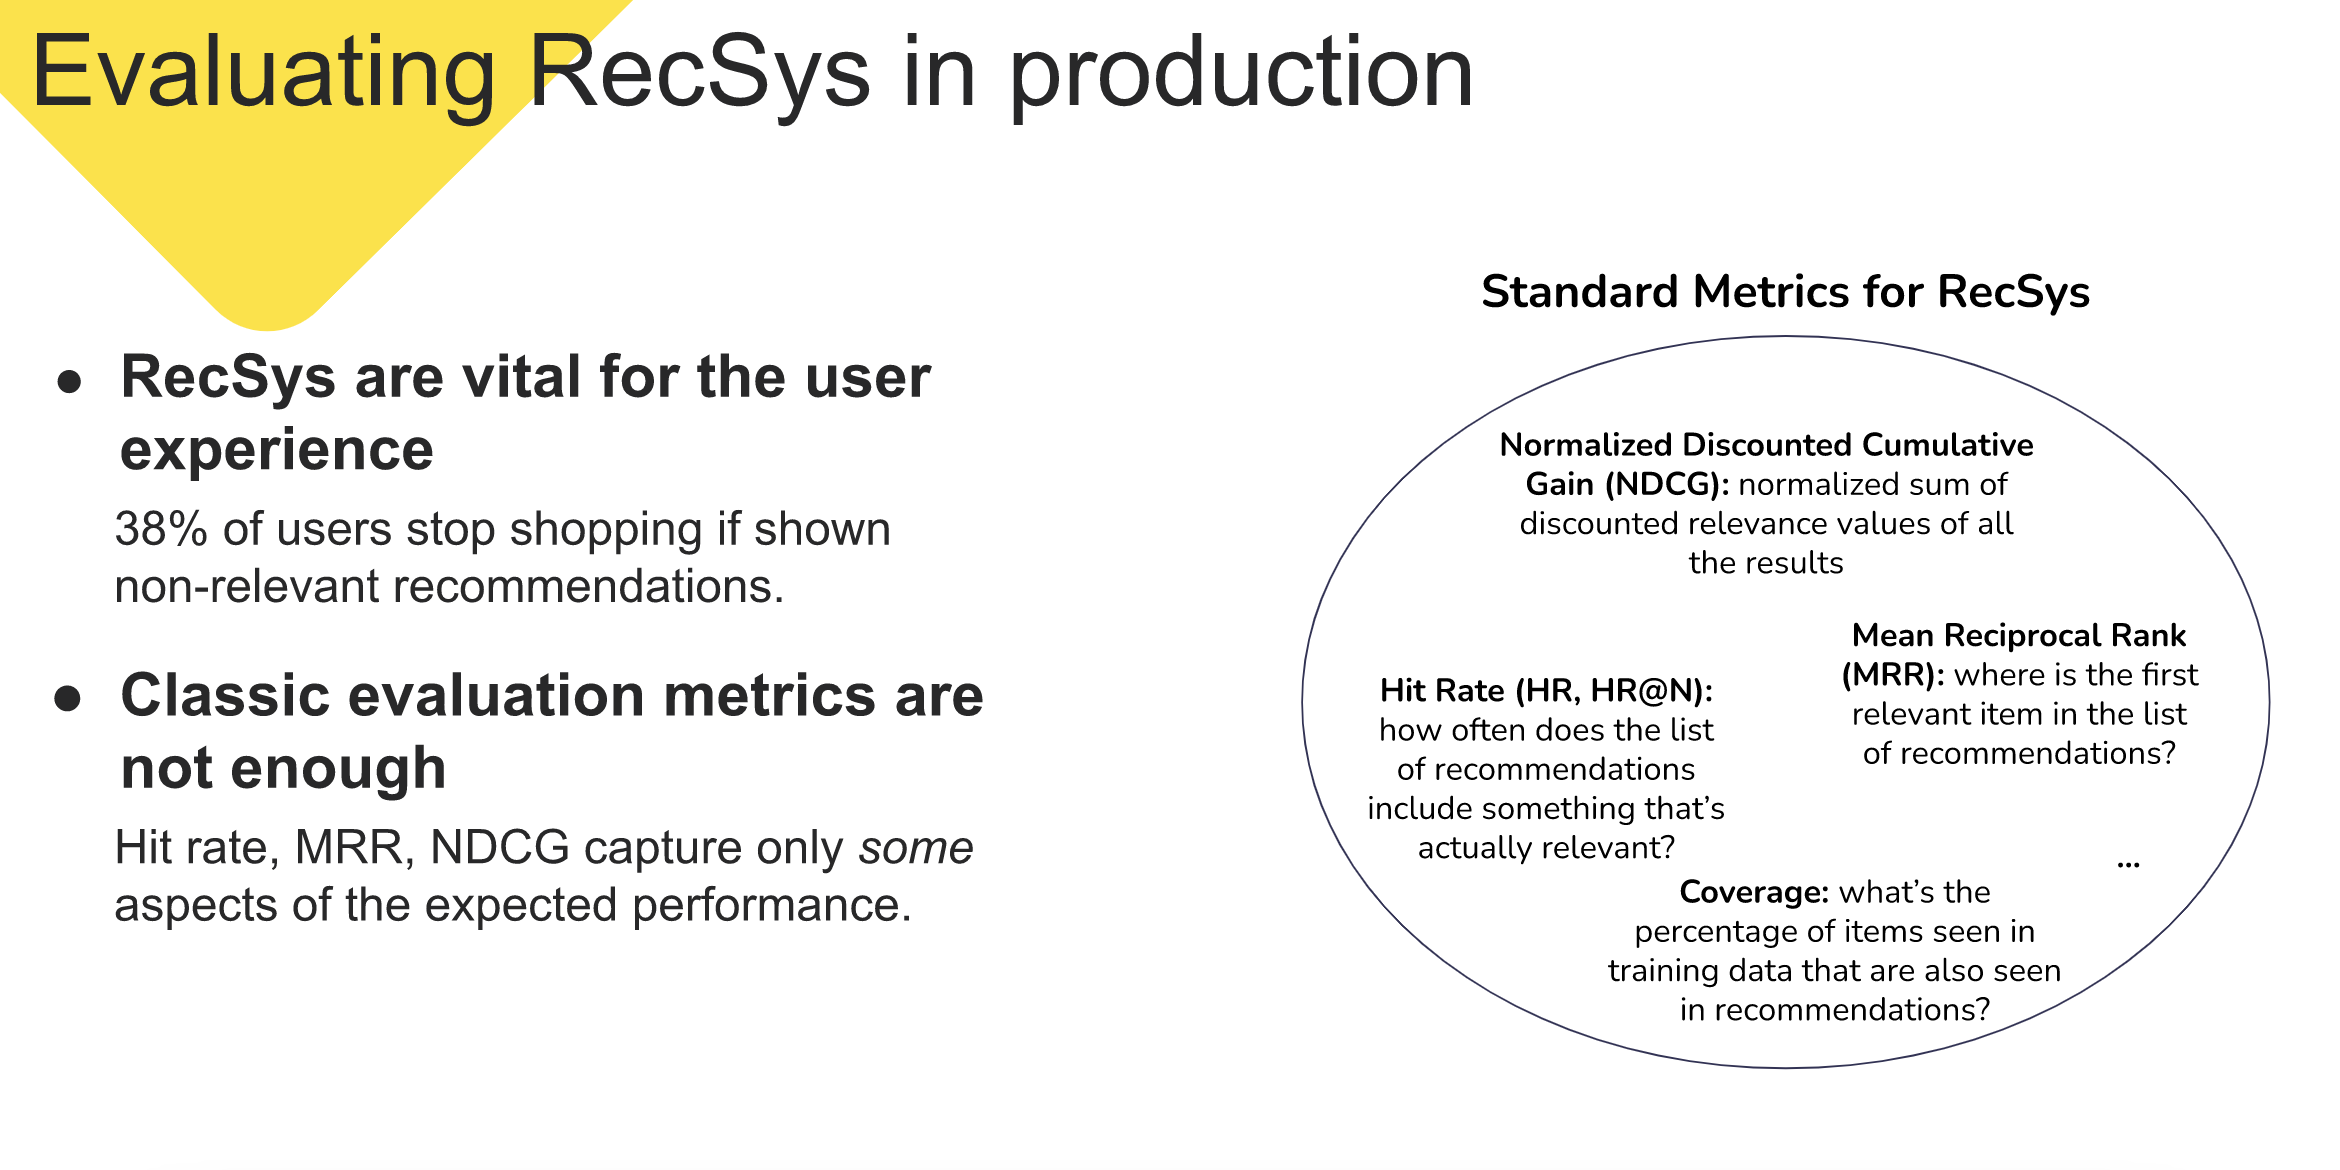 Evaluating RecSys in production
● RecSys are vital for the user
experience
38% of users stop shopping if shown
non-relevant recommendations.
● Classic evaluation metrics are
not enough
Hit rate, MRR, NDCG capture only some
aspects of the expected performance.
Standard Metrics for RecSys
Normalized Discounted Cumulative
Gain (NDCG): normalized sum of
discounted relevance values of all
the results
Hit Rate (HR, HR@N):
how often does the list
of recommendations
include something that's
actually relevant?
Mean Reciprocal Rank
(MRR): where is the first
relevant item in the list
of recommendations?
...
Coverage: what's the
percentage of items seen in
training data that are also seen
in recommendations?